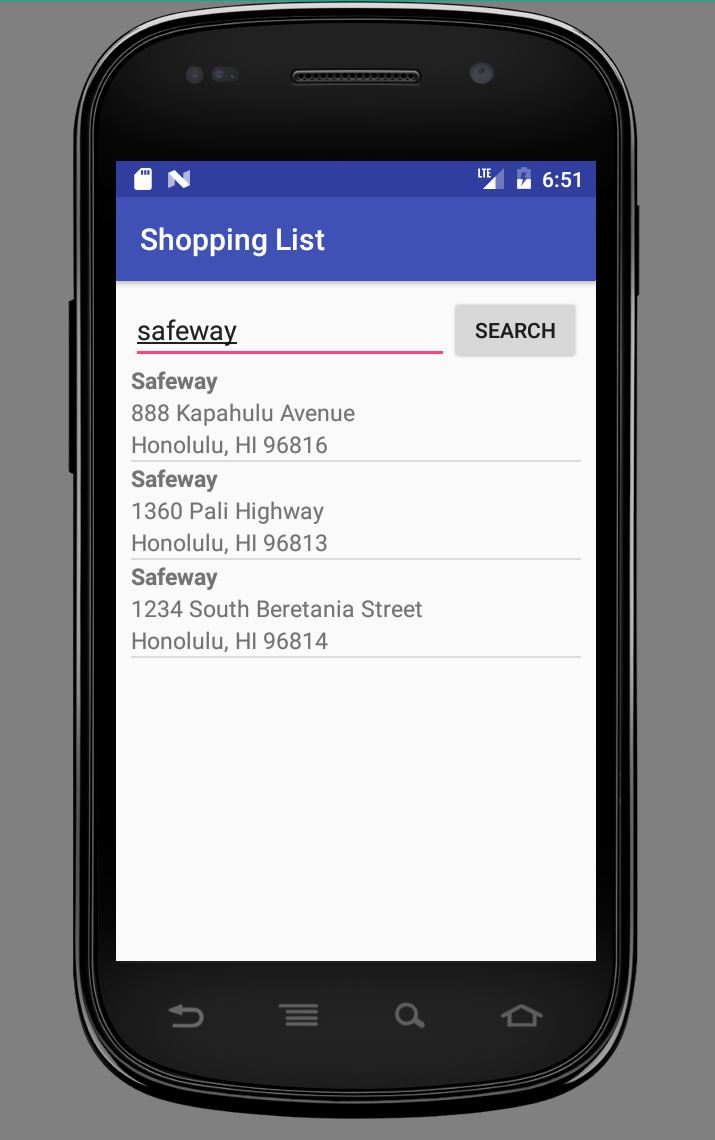 LTE 6:51
Shopping List
safeway SEARCH
Safeway
888 Kapahulu Avenue
Honolulu, HI 96816
Safeway
1360 Pali Highway
Honolulu, HI 96813
Safeway
1234 South Beretania Street
Honolulu, HI 96814